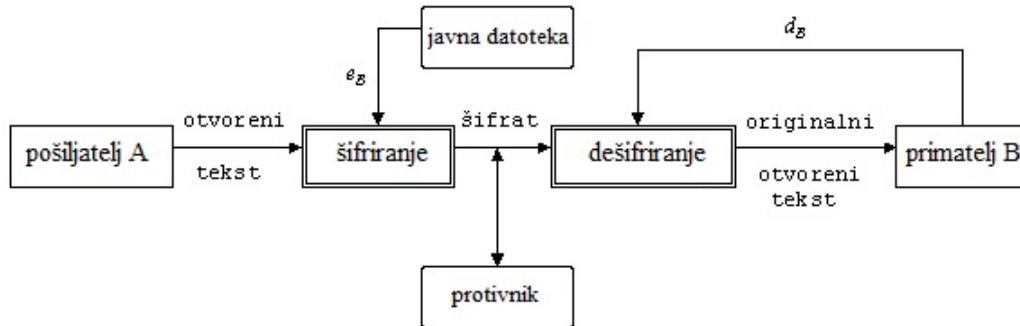 javna datoteka
d_B
e_B
otvoreni
tekst
šifrat
originalni
otvoreni
tekst
pošiljatelj A
šifriranje
dešifriranje
primatelj B
protivnik